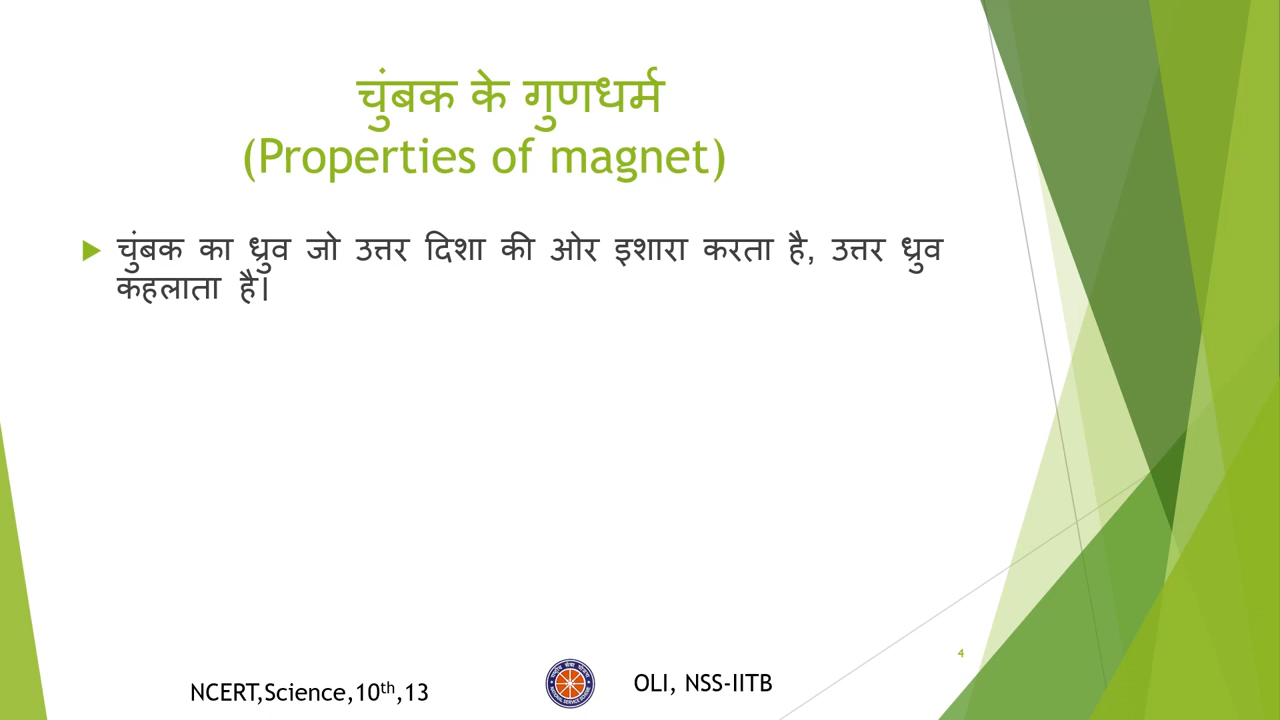 चुंबक के गुणधर्म
(Properties of magnet)
चुंबक का ध्रुव जो उत्तर दिशा की ओर इशारा करता है, उत्तर ध्रुव
कहलाता है।
4
NCERT,Science,10th,13
OLI, NSS-IITB